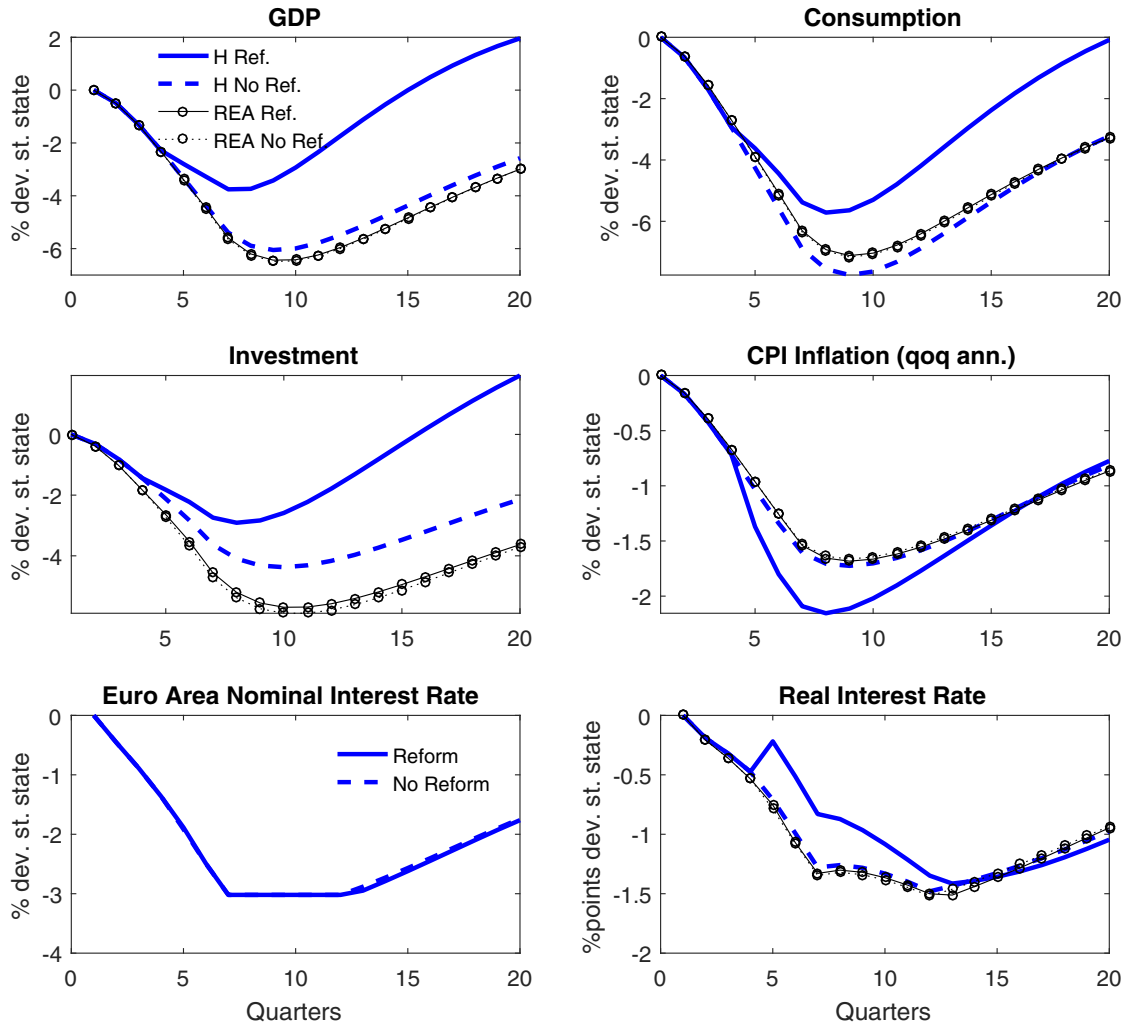 GDP
% dev. st. state
2
0
-2
-4
-6
0 5 10 15 20
H Ref.
H No Ref.
REA Ref.
REA No Ref.
Consumption
% dev. st. state
0
-2
-4
-6
5 10 15 20
Investment
% dev. st. state
0
-2
-4
5 10 15 20
CPI Inflation (qoq ann.)
% dev. st. state
0
-0.5
-1
-1.5
-2
5 10 15 20
Euro Area Nominal Interest Rate
% dev. st. state
0
-1
-2
-3
-4
0 5 10 15 20
Quarters
Reform
No Reform
Real Interest Rate
%points dev. st. state
0
-0.5
-1
-1.5
-2
0 5 10 15 20
Quarters